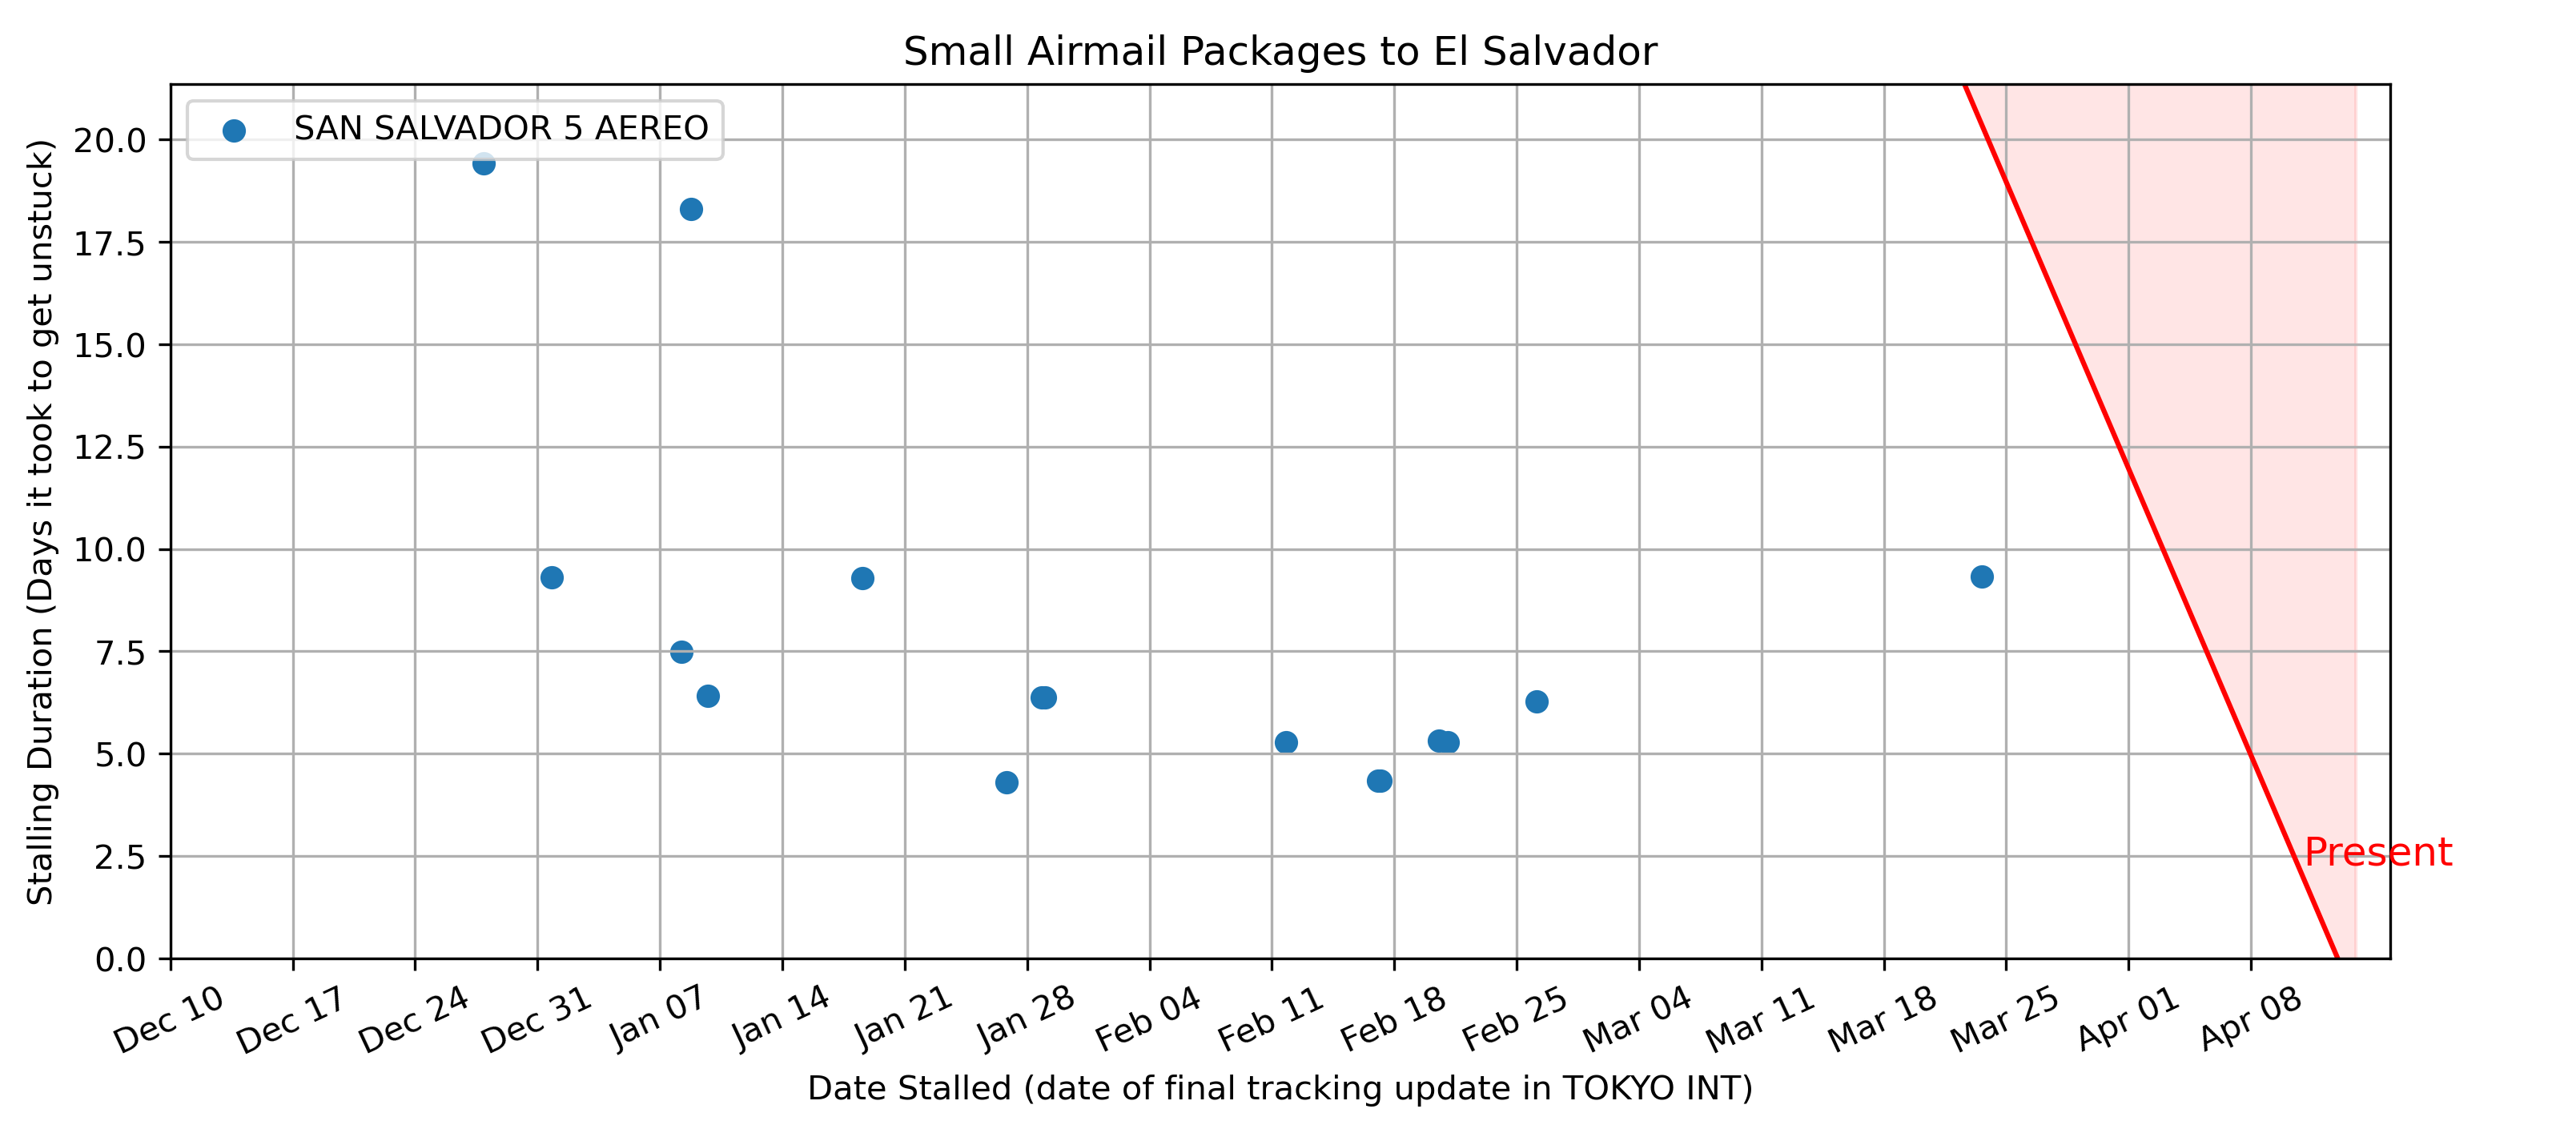 Small Airmail Packages to El Salvador
SAN SALVADOR 5 AEREO
Stalling Duration (Days it took to get unstuck)
20.0
17.5
15.0
12.5
10.0
7.5
5.0
2.5
0.0
Present
Dec 10
Dec 17
Dec 24
Dec 31
Jan 07
Jan 14
Jan 21
Jan 28
Feb 04
Feb 11
Feb 18
Feb 25
Mar 04
Mar 11
Mar 18
Mar 25
Apr 01
Apr 08
Date Stalled (date of final tracking update in TOKYO INT)